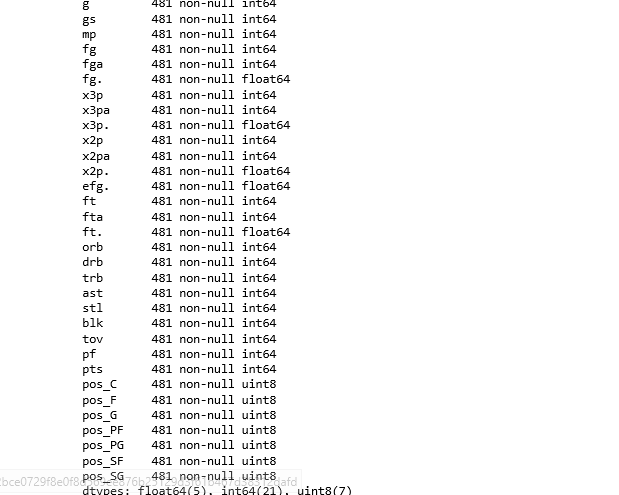 g 481 non-null int64
gs 481 non-null int64
mp 481 non-null int64
fg 481 non-null int64
fga 481 non-null int64
fg. 481 non-null float64
x3p 481 non-null int64
x3pa 481 non-null int64
x3p. 481 non-null float64
x2p 481 non-null int64
x2pa 481 non-null int64
x2p. 481 non-null float64
efg. 481 non-null float64
ft 481 non-null int64
fta 481 non-null int64
ft. 481 non-null float64
orb 481 non-null int64
drb 481 non-null int64
trb 481 non-null int64
ast 481 non-null int64
stl 481 non-null int64
blk 481 non-null int64
tov 481 non-null int64
pf 481 non-null int64
pts 481 non-null int64
pos_C 481 non-null uint8
pos_F 481 non-null uint8
pos_G 481 non-null uint8
pos_PF 481 non-null uint8
pos_PG 481 non-null uint8
pos_SF 481 non-null uint8
pos_SG 481 non-null uint8
dtypes: float64(5), int64(21), uint8(7)